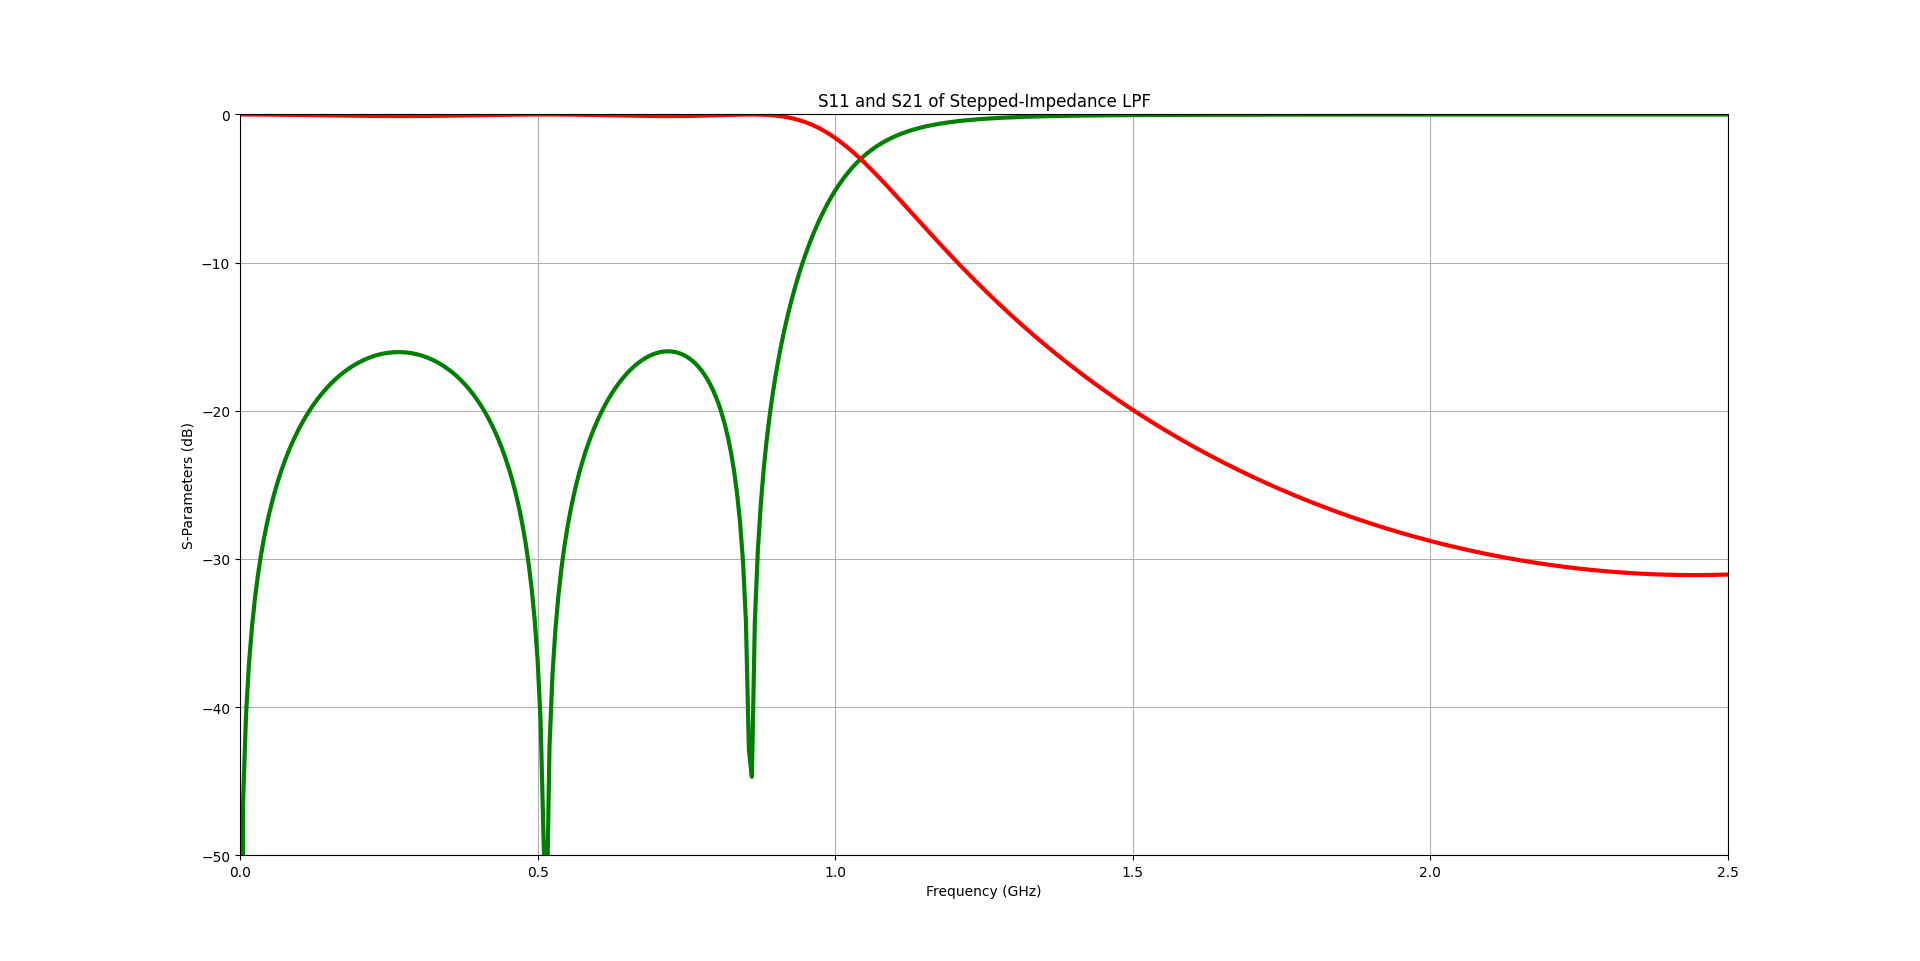 S11 and S21 of Stepped-Impedance LPF
S-Parameters (dB)
0
−10
−20
−30
−40
−50
0.0 0.5 1.0 1.5 2.0 2.5
Frequency (GHz)